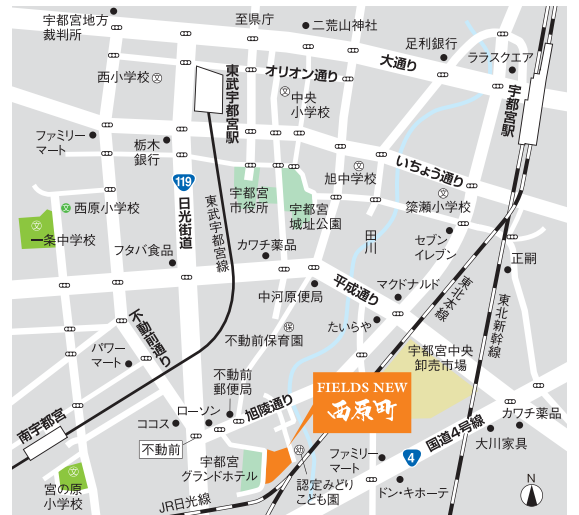 宇都宮地方
裁判所
至県庁
二荒山神社
足利銀行
ララスクエア
大通り
西小学校
文
オリオン通り
東武宇都宮駅
文
中央
小学校
宇都宮駅
ファミリー
マート
栃木
銀行
いちょう通り
文
旭中学校
119
日光街道
文
簗瀬小学校
文
西原小学校
宇都宮
市役所
宇都宮
城址公園
文
一条中学校
東武宇都宮線
田川
セブン
イレブン
フタバ食品
カワチ薬品
正嗣
中河原便局
平成通り
マクドナルド
東北本線
東北新幹線
不動前通り
たいらや
不動前保育園
保
パワー
マート
宇都宮中央
卸売市場
不動前
郵便局
FIELDS NEW
西原町
ココス
ローソン
旭陵通り
南宇都宮
不動前
カワチ薬品
大川家具
国道4号線
4
文
宮の原
小学校
宇都宮
グランドホテル
認定みどり
こども園
ファミリー
マート
ドン・キホーテ
JR日光線
N